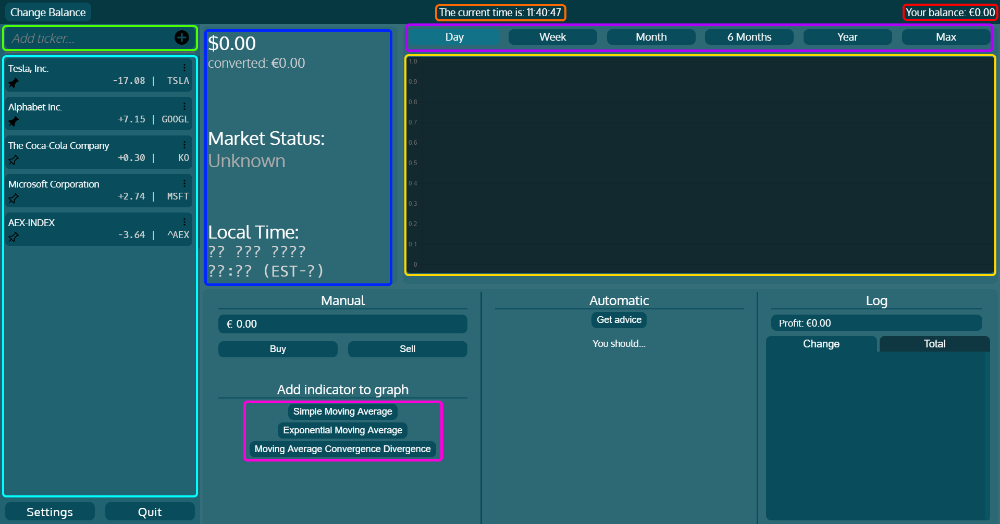 Change Balance
The current time is: 11:40:47
Your balance: €0.00
Add ticker...
Tesla, Inc.
-17.08 | TSLA
Alphabet Inc.
+7.15 | GOOGL
The Coca-Cola Company
+0.30 | KO
Microsoft Corporation
+2.74 | MSFT
AEX-INDEX
-3.64 | ^AEX
Settings
Quit
$0.00
converted: €0.00
Market Status:
Unknown
Local Time:
?? ??? ????
??:?? (EST-?)
Day
Week
Month
6 Months
Year
Max
1.0
0.9
0.8
0.7
0.6
0.5
0.4
0.3
0.2
0.1
0
Manual
€ 0.00
Buy
Sell
Add indicator to graph
Simple Moving Average
Exponential Moving Average
Moving Average Convergence Divergence
Automatic
Get advice
You should...
Log
Profit: €0.00
Change
Total